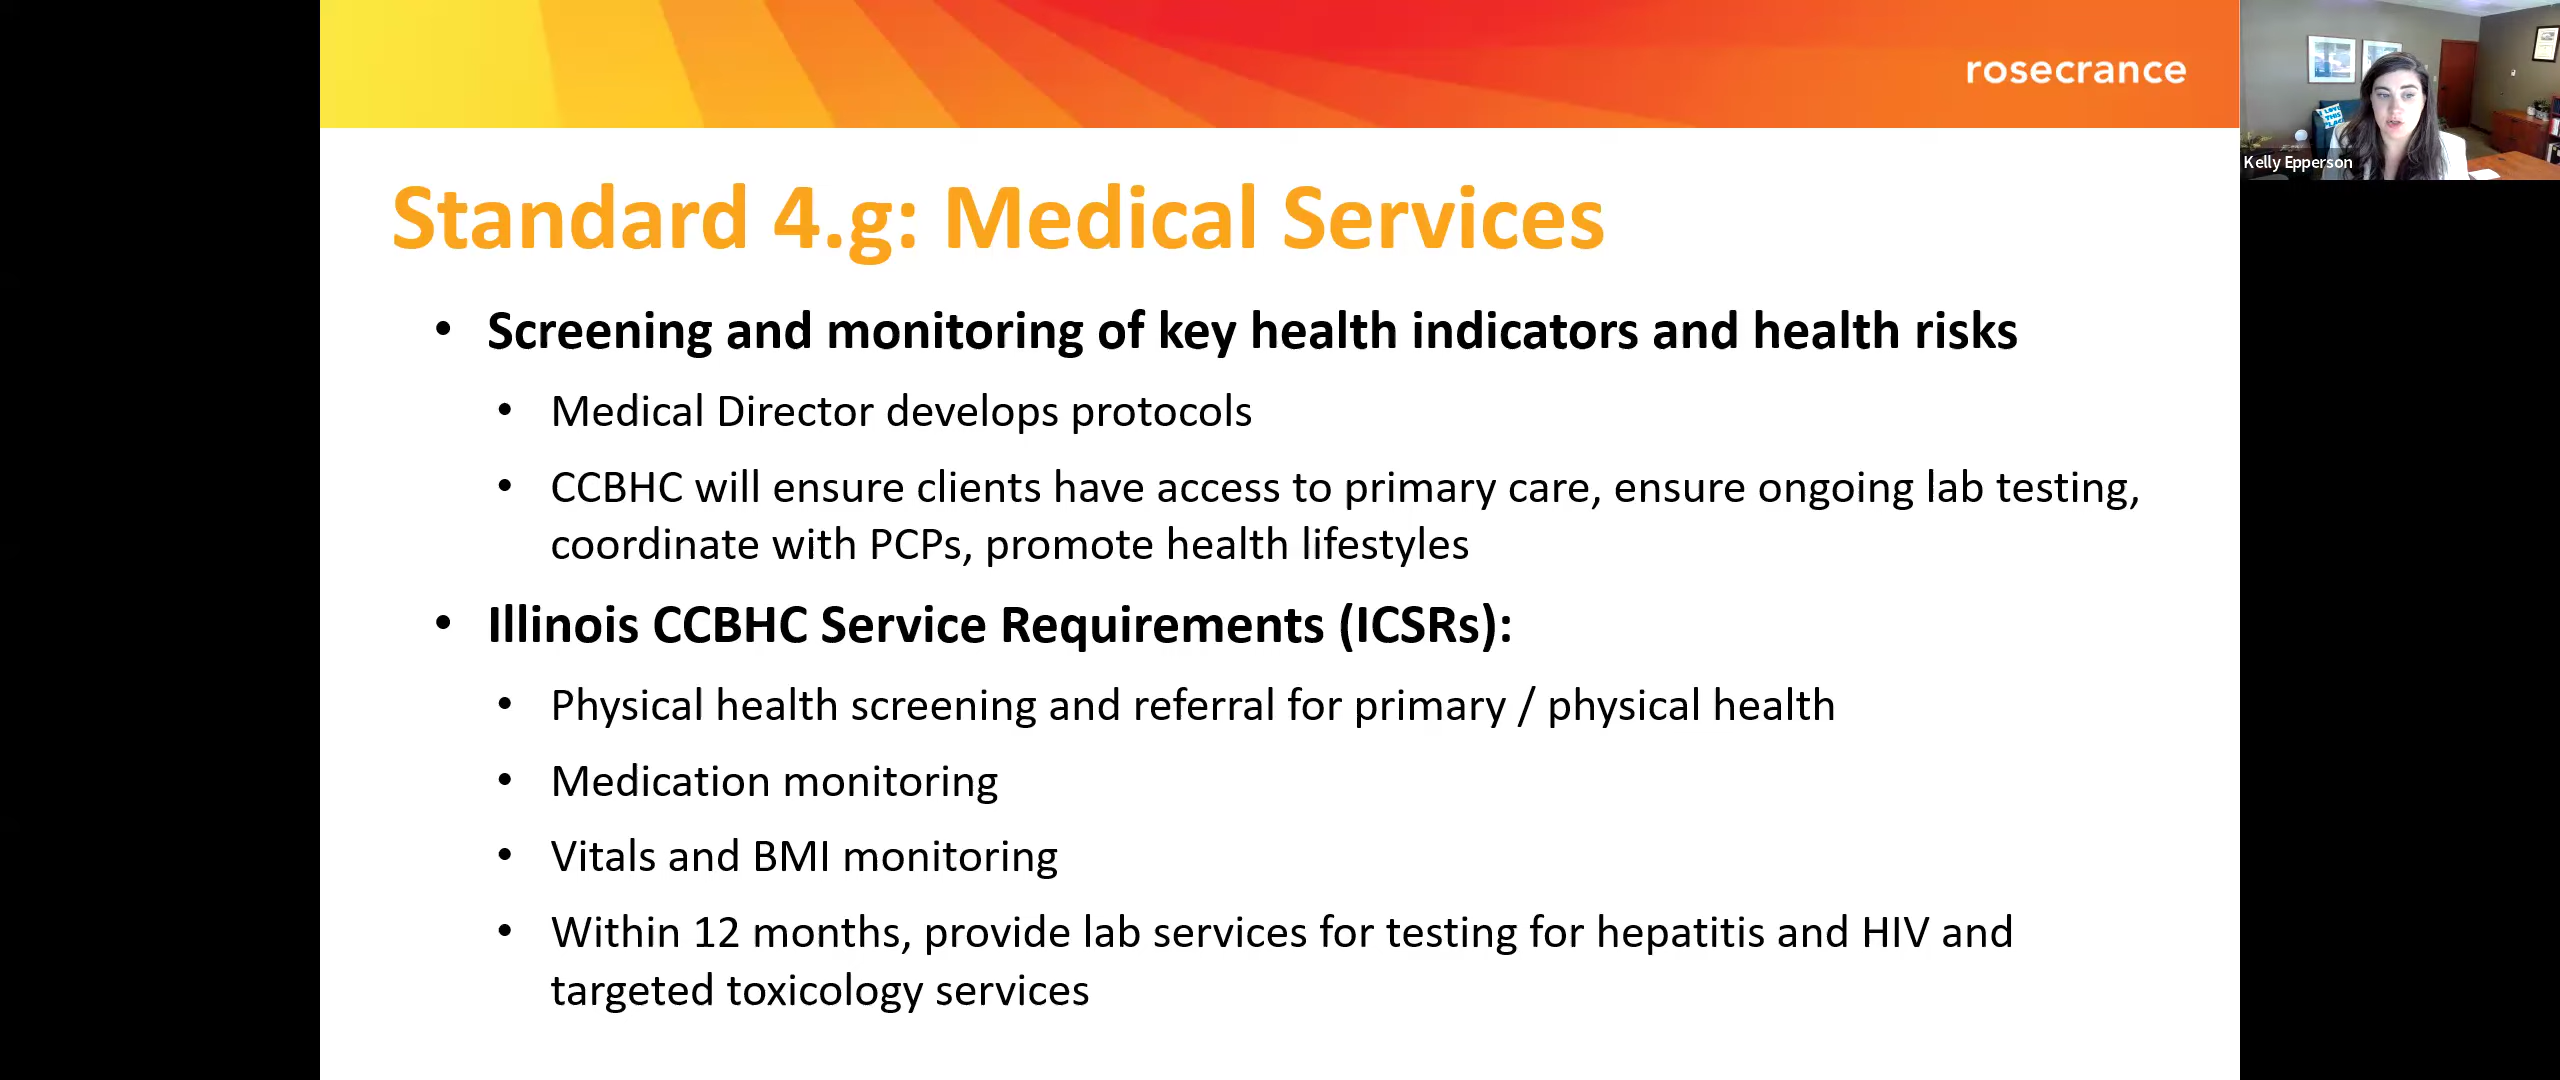 rosecrance
Kelly Epperson
Standard 4.g: Medical Services
• Screening and monitoring of key health indicators and health risks
• Medical Director develops protocols
• CCBHC will ensure clients have access to primary care, ensure ongoing lab testing,
coordinate with PCPs, promote health lifestyles
• Illinois CCBHC Service Requirements (ICSRs):
• Physical health screening and referral for primary / physical health
• Medication monitoring
• Vitals and BMI monitoring
• Within 12 months, provide lab services for testing for hepatitis and HIV and
targeted toxicology services